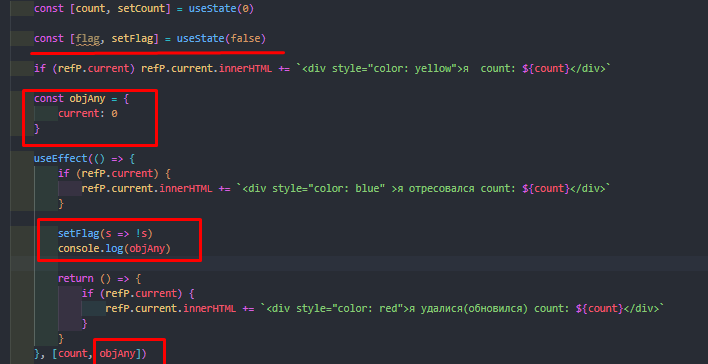 const [count, setCount] = useState(0)
const [flag, setFlag] = useState(false)
if (refP.current) refP.current.innerHTML += `<div style="color: yellow">я  count: ${count}</div>`
const objAny = {
current: 0
}
useEffect(() => {
if (refP.current) {
refP.current.innerHTML += `<div style="color: blue" >я отресовался count: ${count}</div>`
}
setFlag(s => !s)
console.log(objAny)
return () => {
if (refP.current) {
refP.current.innerHTML += `<div style="color: red">я удалися(обновился) count: ${count}</div>`
}
}
}, [count, objAny])